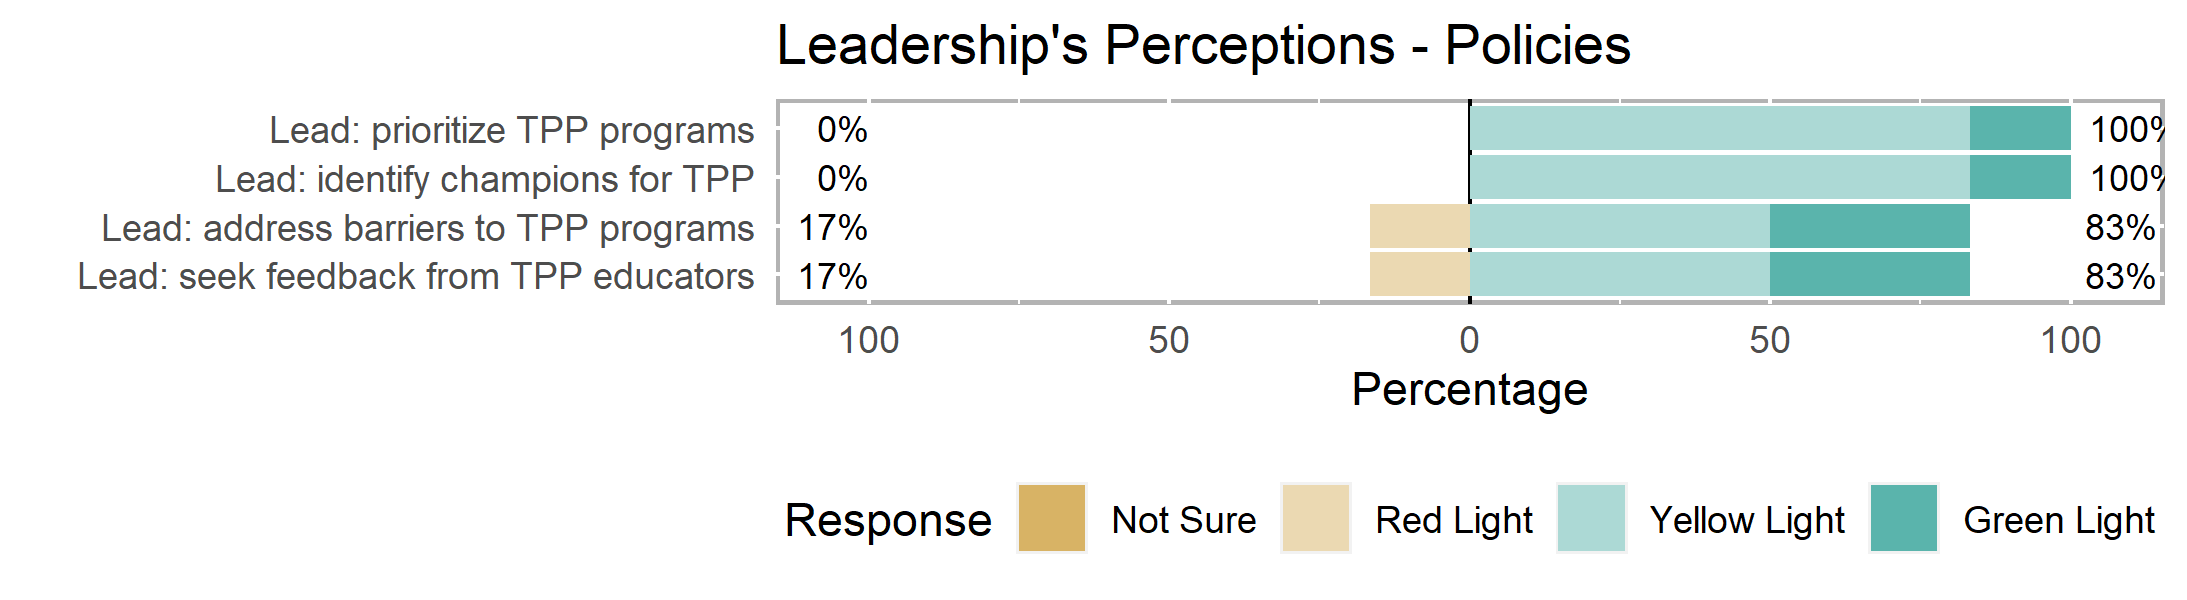 Leadership's Perceptions - Policies
Lead: prioritize TPP programs 0% 100%
Lead: identify champions for TPP 0% 100%
Lead: address barriers to TPP programs 17% 83%
Lead: seek feedback from TPP educators 17% 83%
100 50 0 50 100
Percentage
Response Not Sure Red Light Yellow Light Green Light